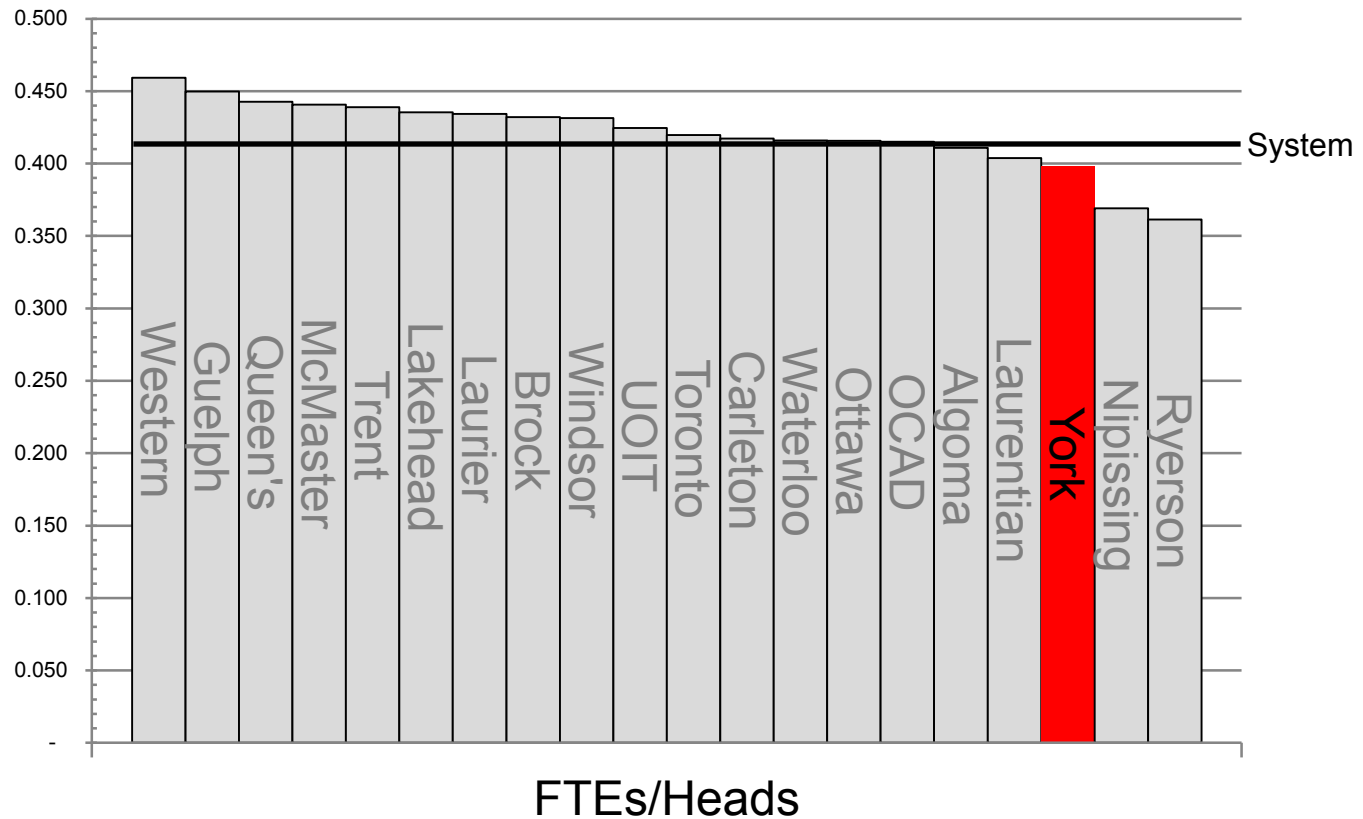 0.500
0.450
0.400
0.350
0.300
0.250
0.200
0.150
0.100
0.050
-
System
Western
Guelph
Queen's
McMaster
Trent
Lakehead
Laurier
Brock
Windsor
UOIT
Toronto
Carleton
Waterloo
Ottawa
OCAD
Algoma
Laurentian
York
Nipissing
Ryerson
FTEs/Heads